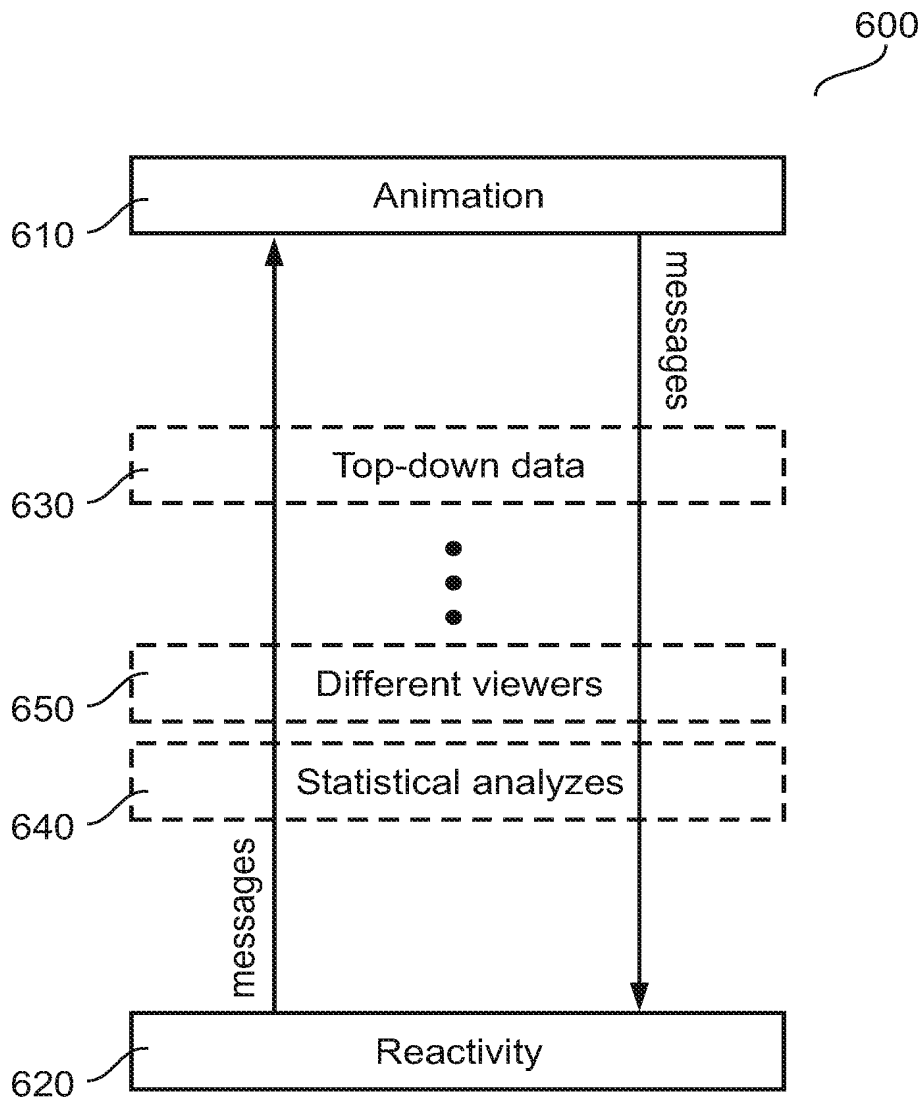 600
Animation
610
messages
Top-down data
630
Different viewers
650
Statistical analyzes
640
messages
Reactivity
620